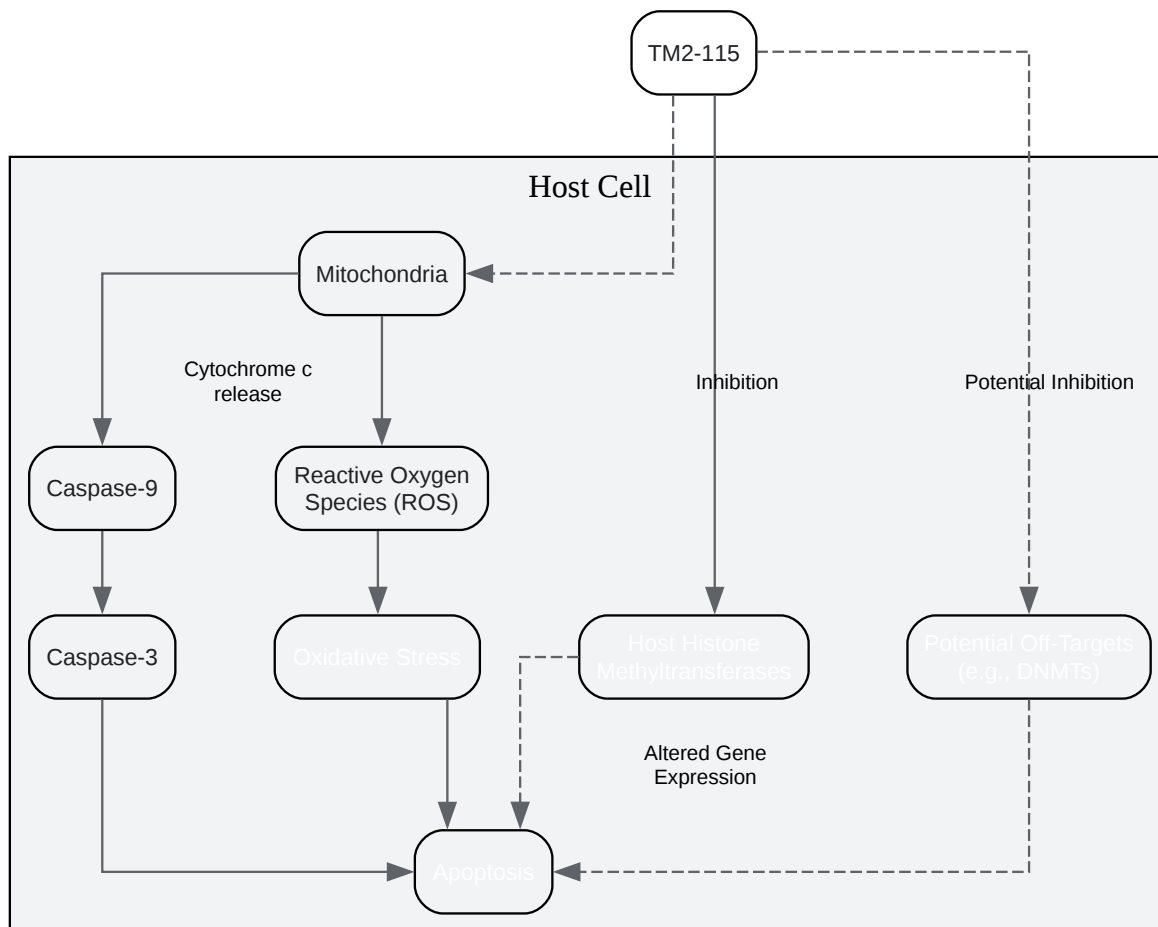 TM2-115
Host Cell
Mitochondria
Cytochrome c
release
Inhibition
Potential Inhibition
Caspase-9
Reactive Oxygen
Species (ROS)
Caspase-3
Oxidative Stress
Host Histone
Methyltransferases
Potential Off-Targets
(e.g., DNMTs)
Altered Gene
Expression
Apoptosis